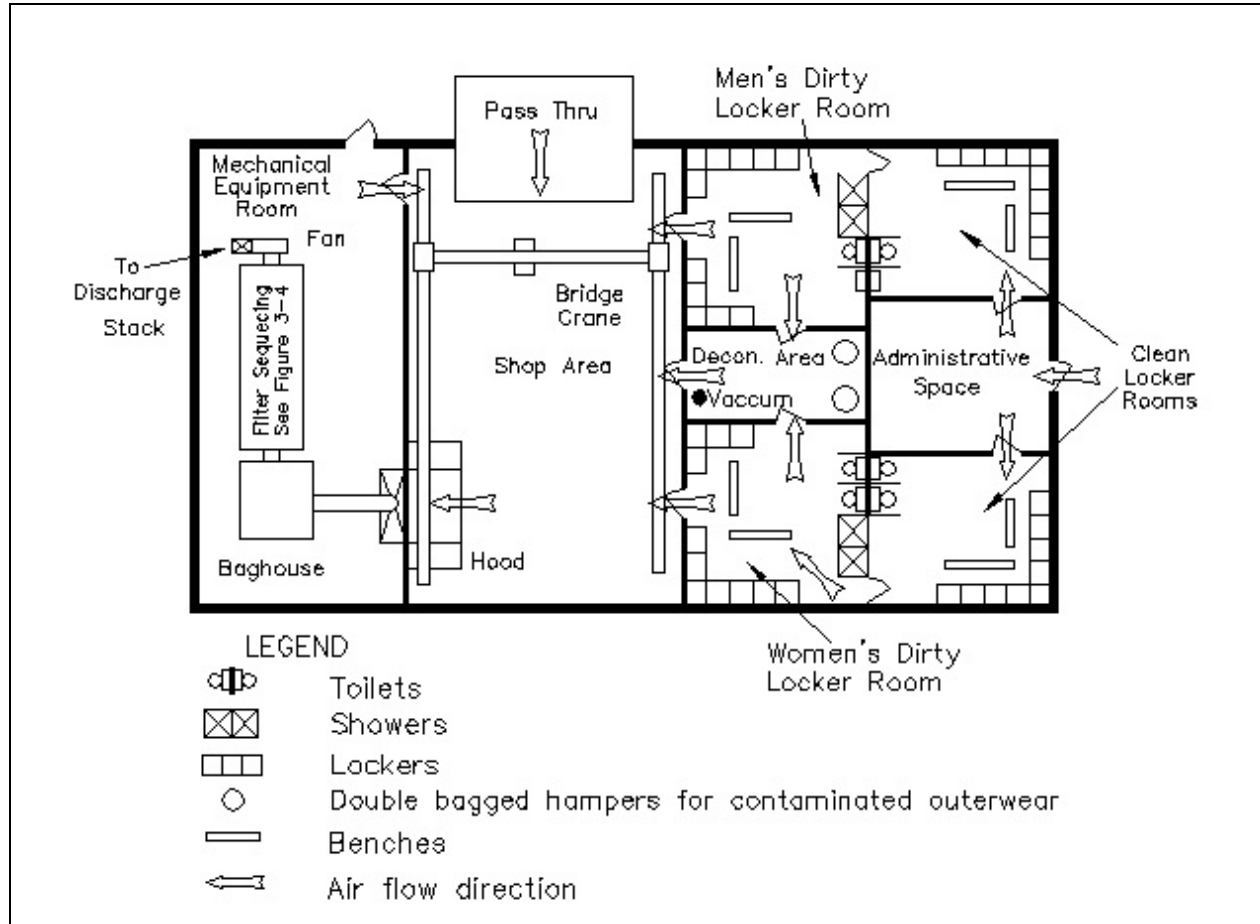 Men's Dirty
Locker Room
Pass Thru
Mechanical
Equipment
Room
Fan
To
Discharge
Stack
Filter Sequecing
See Figure 3-4
Bridge
Crane
Shop Area
Decon. Area
Vaccum
Administrative
Space
Clean
Locker
Rooms
Baghouse
Hood
Women's Dirty
Locker Room
LEGEND
Toilets
Showers
Lockers
Double bagged hampers for contaminated outerwear
Benches
Air flow direction